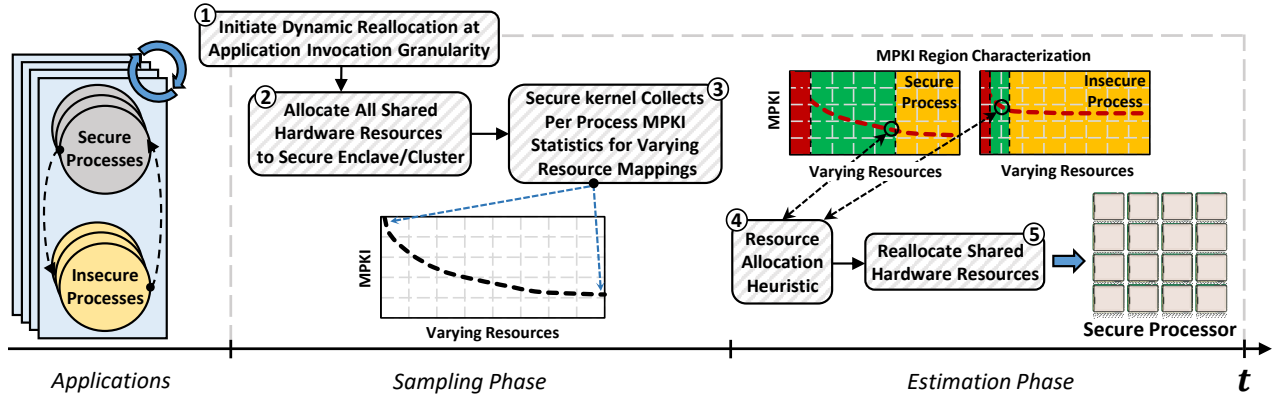 1
Initiate Dynamic Reallocation at
Application Invocation Granularity
2
Allocate All Shared
Hardware Resources
to Secure Enclave/Cluster
3
Secure kernel Collects
Per Process MPKI
Statistics for Varying
Resource Mappings
Secure
Processes
Insecure
Processes
MPKI
Varying Resources
MPKI Region Characterization
MPKI
Secure
Process
Varying Resources
Insecure
Process
Varying Resources
4
Resource
Allocation
Heuristic
5
Reallocate Shared
Hardware Resources
Secure Processor
Applications
Sampling Phase
Estimation Phase
t